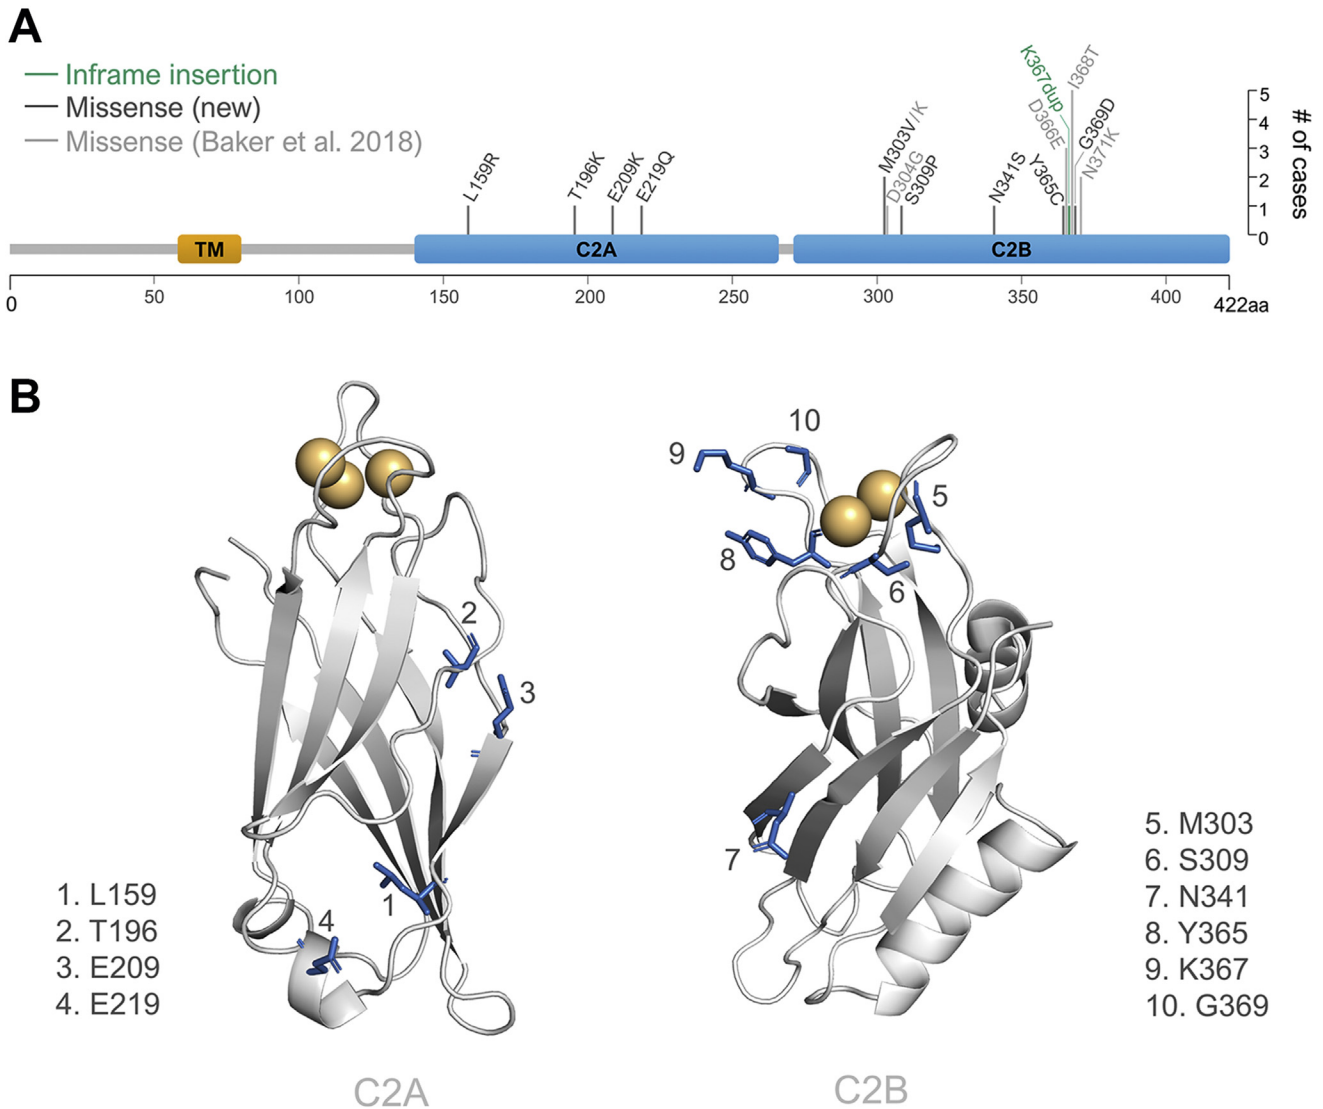 A
Inframe insertion
Missense (new)
Missense (Baker et al. 2018)
L159R
T196K
E209K
E219Q
M303V/K
D304G
S309P
N341S
Y365C
D366E
K367dup
I368T
G369D
N371K
5
4
3
2
1
0
# of cases
TM
C2A
C2B
0
50
100
150
200
250
300
350
400
422aa
B
1
2
3
4
5
6
7
8
9
10
1. L159
2. T196
3. E209
4. E219
5. M303
6. S309
7. N341
8. Y365
9. K367
10. G369
C2A
C2B